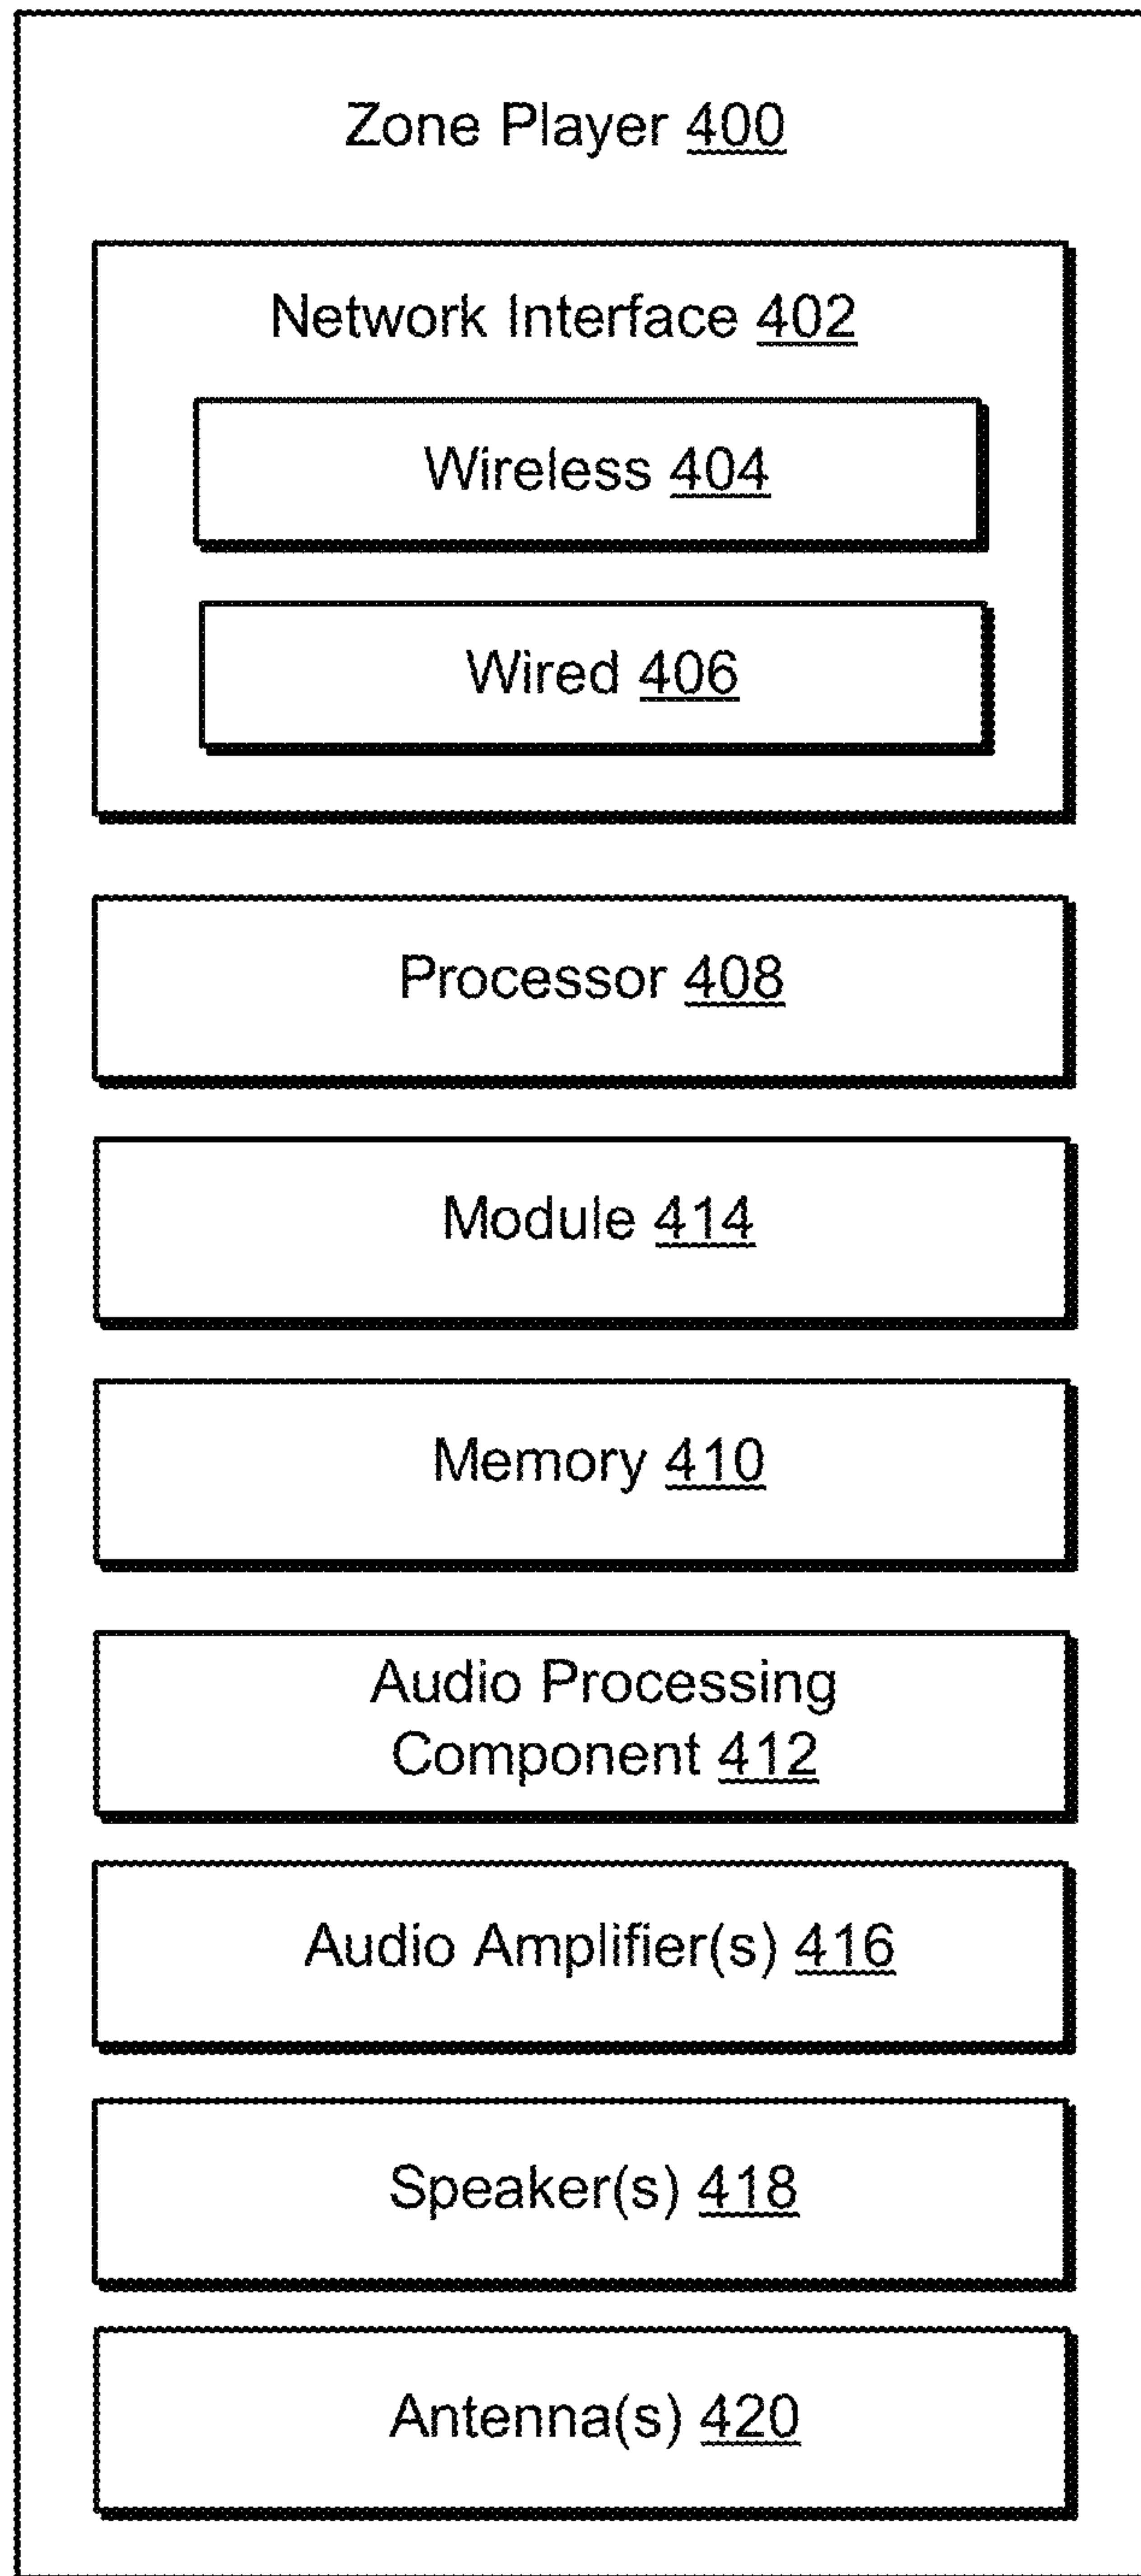 Zone Player 400
Network Interface 402
Wireless 404
Wired 406
Processor 408
Module 414
Memory 410
Audio Processing
Component 412
Audio Amplifier(s) 416
Speaker(s) 418
Antenna(s) 420